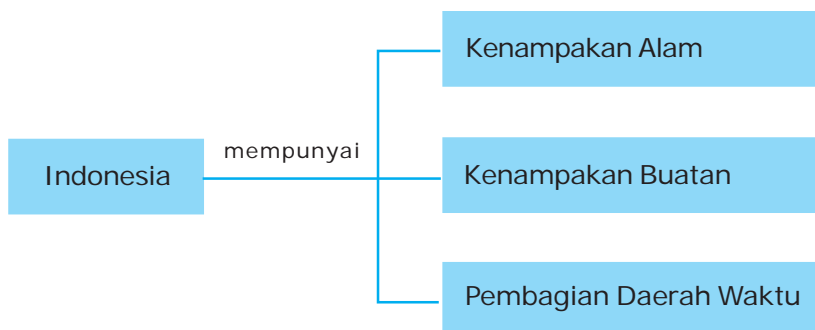 Indonesia
mempunyai
Kenampakan Alam
Kenampakan Buatan
Pembagian Daerah Waktu